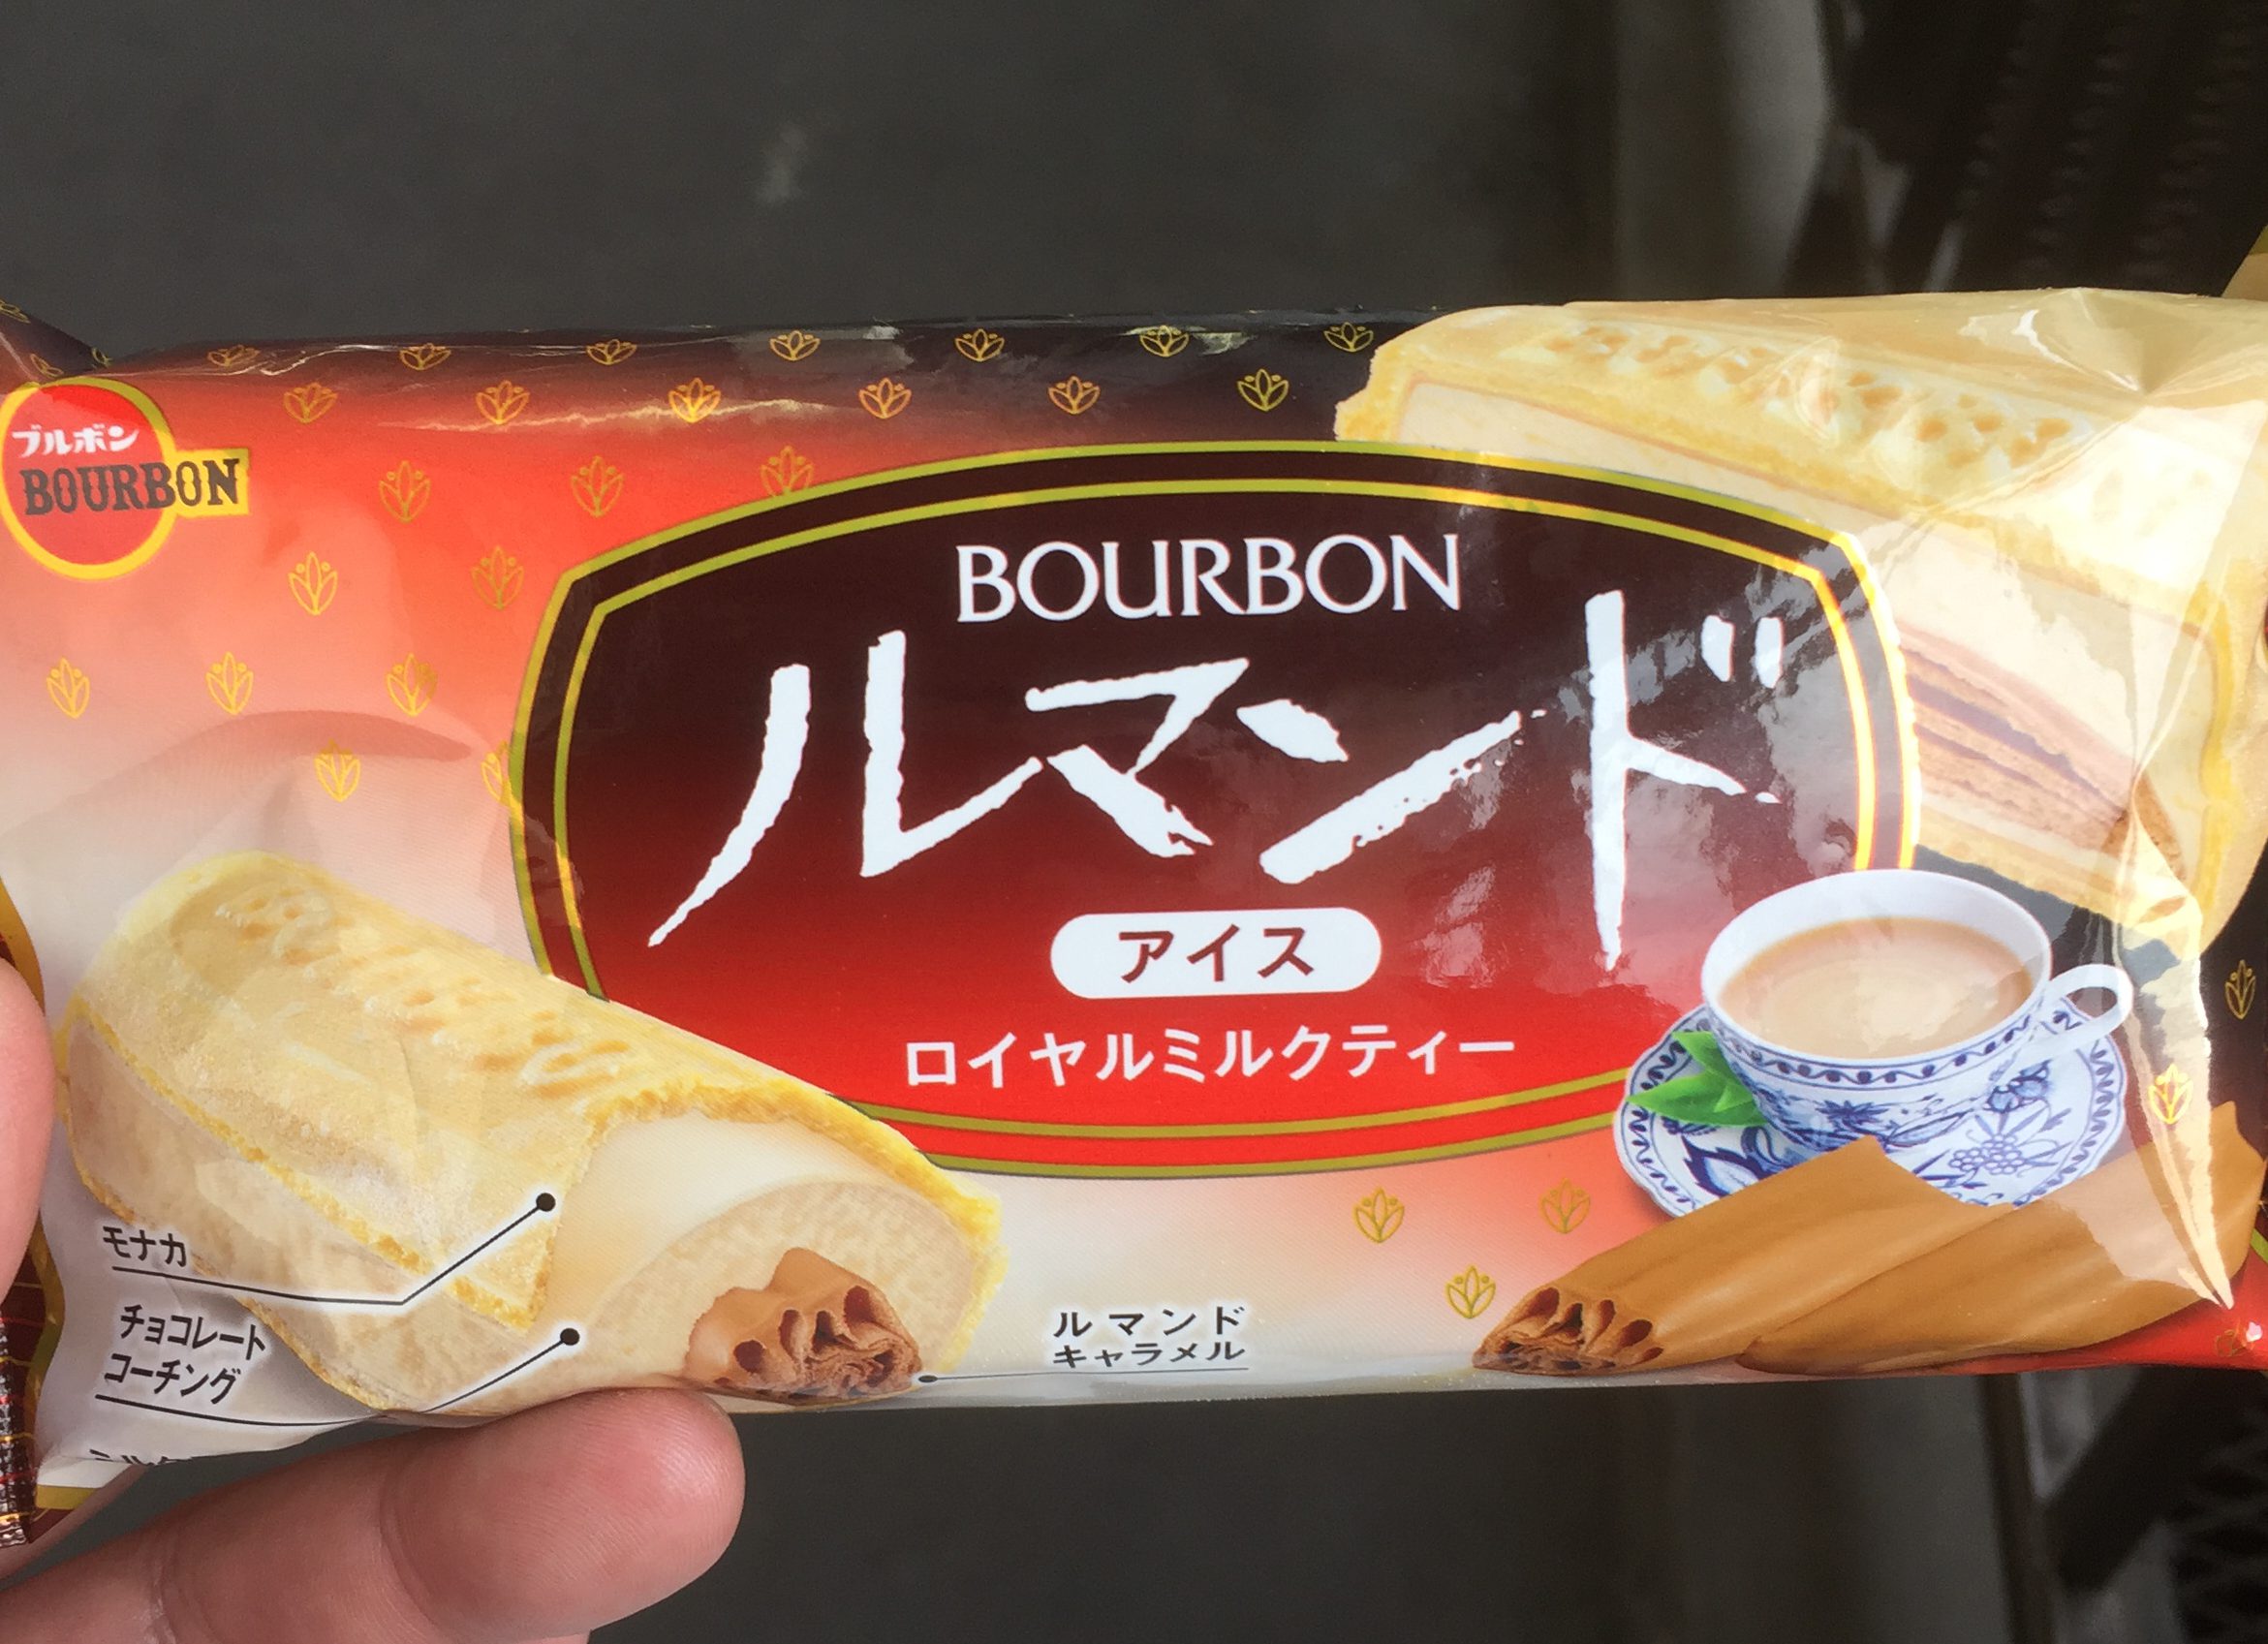 ブルボン
BOURBON
BOURBON
ルマンド
アイス
ロイヤルミルクティー
モナカ
チョコレート
コーチング
ルマンド
キャラメル